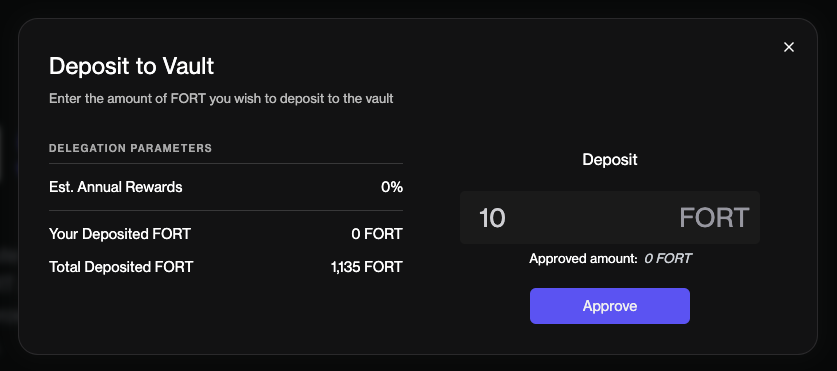 Deposit to Vault
Enter the amount of FORT you wish to deposit to the vault
DELEGATION PARAMETERS
Est. Annual Rewards 0%
Your Deposited FORT 0 FORT
Total Deposited FORT 1,135 FORT
Deposit
10 FORT
Approved amount: 0 FORT
Approve